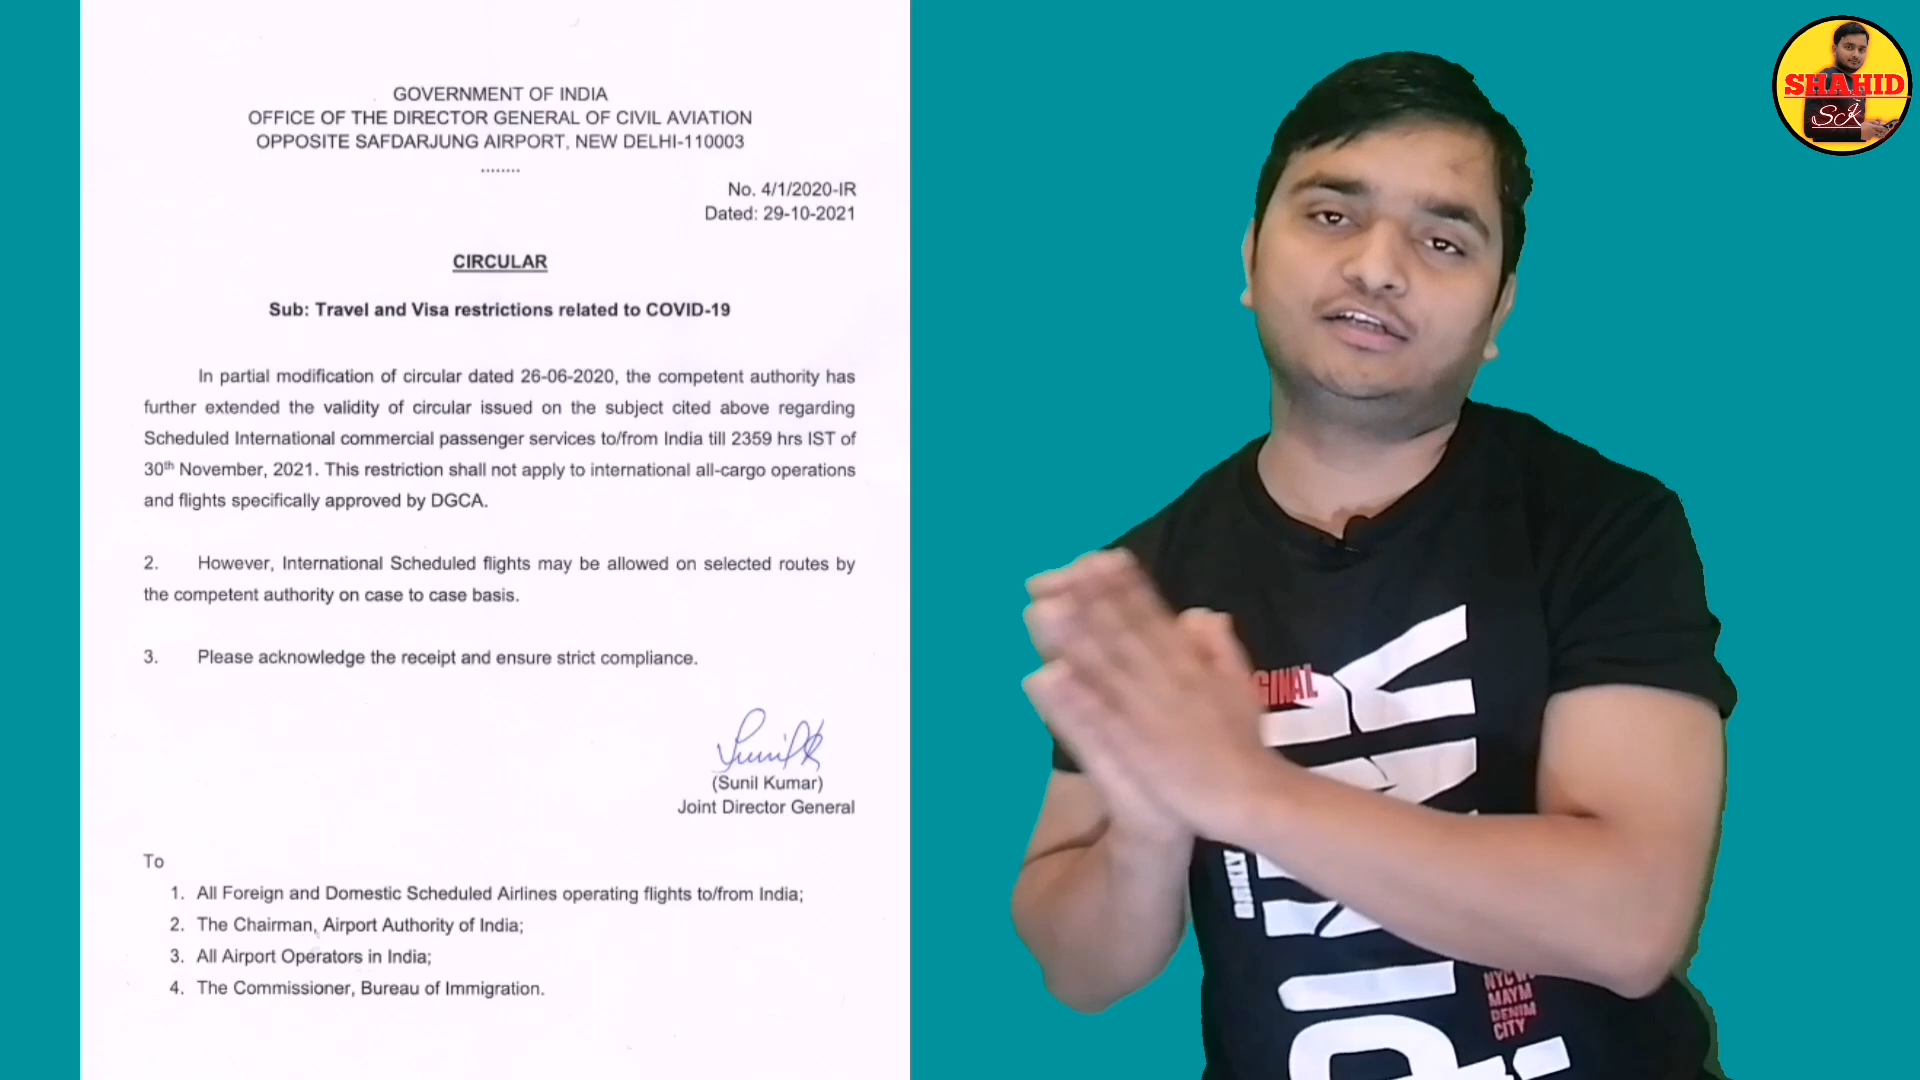 GOVERNMENT OF INDIA
OFFICE OF THE DIRECTOR GENERAL OF CIVIL AVIATION
OPPOSITE SAFDARJUNG AIRPORT, NEW DELHI-110003
........
No. 4/1/2020-IR
Dated: 29-10-2021
CIRCULAR
Sub: Travel and Visa restrictions related to COVID-19
In partial modification of circular dated 26-06-2020, the competent authority has
further extended the validity of circular issued on the subject cited above regarding
Scheduled International commercial passenger services to/from India till 2359 hrs IST of
30th November, 2021. This restriction shall not apply to international all-cargo operations
and flights specifically approved by DGCA.
2. However, International Scheduled flights may be allowed on selected routes by
the competent authority on case to case basis.
3. Please acknowledge the receipt and ensure strict compliance.
(Sunil Kumar)
Joint Director General
To
1. All Foreign and Domestic Scheduled Airlines operating flights to/from India;
2. The Chairman, Airport Authority of India;
3. All Airport Operators in India;
4. The Commissioner, Bureau of Immigration.
SHAHID
SK
DENIM
CITY